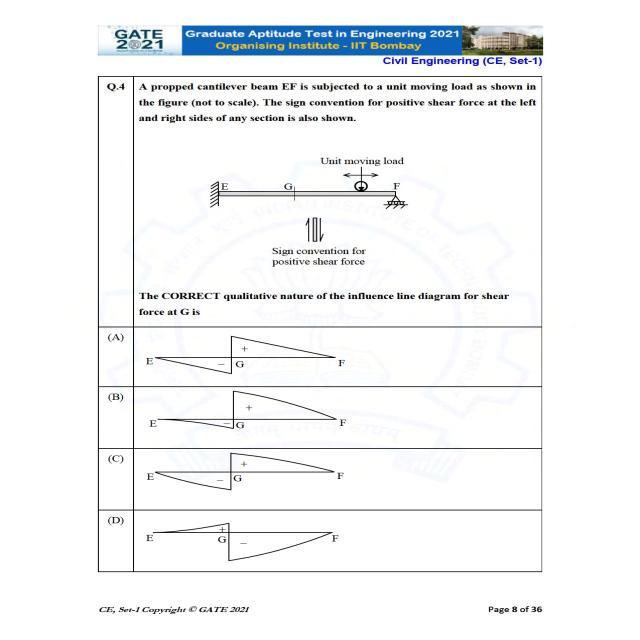 GATE
2021
Graduate Aptitude Test in Engineering 2021
Organising Institute - IIT Bombay
Civil Engineering (CE, Set-1)
Q.4
A propped cantilever beam EF is subjected to a unit moving load as shown in
the figure (not to scale). The sign convention for positive shear force at the left
and right sides of any section is also shown.
Unit moving load
E G F
Sign convention for
positive shear force
The CORRECT qualitative nature of the influence line diagram for shear
force at G is
(A)
+
E − G F
(B)
+
E − G F
(C)
+
E − G F
(D)
+
E G − F
CE, Set-1 Copyright © GATE 2021
Page 8 of 36